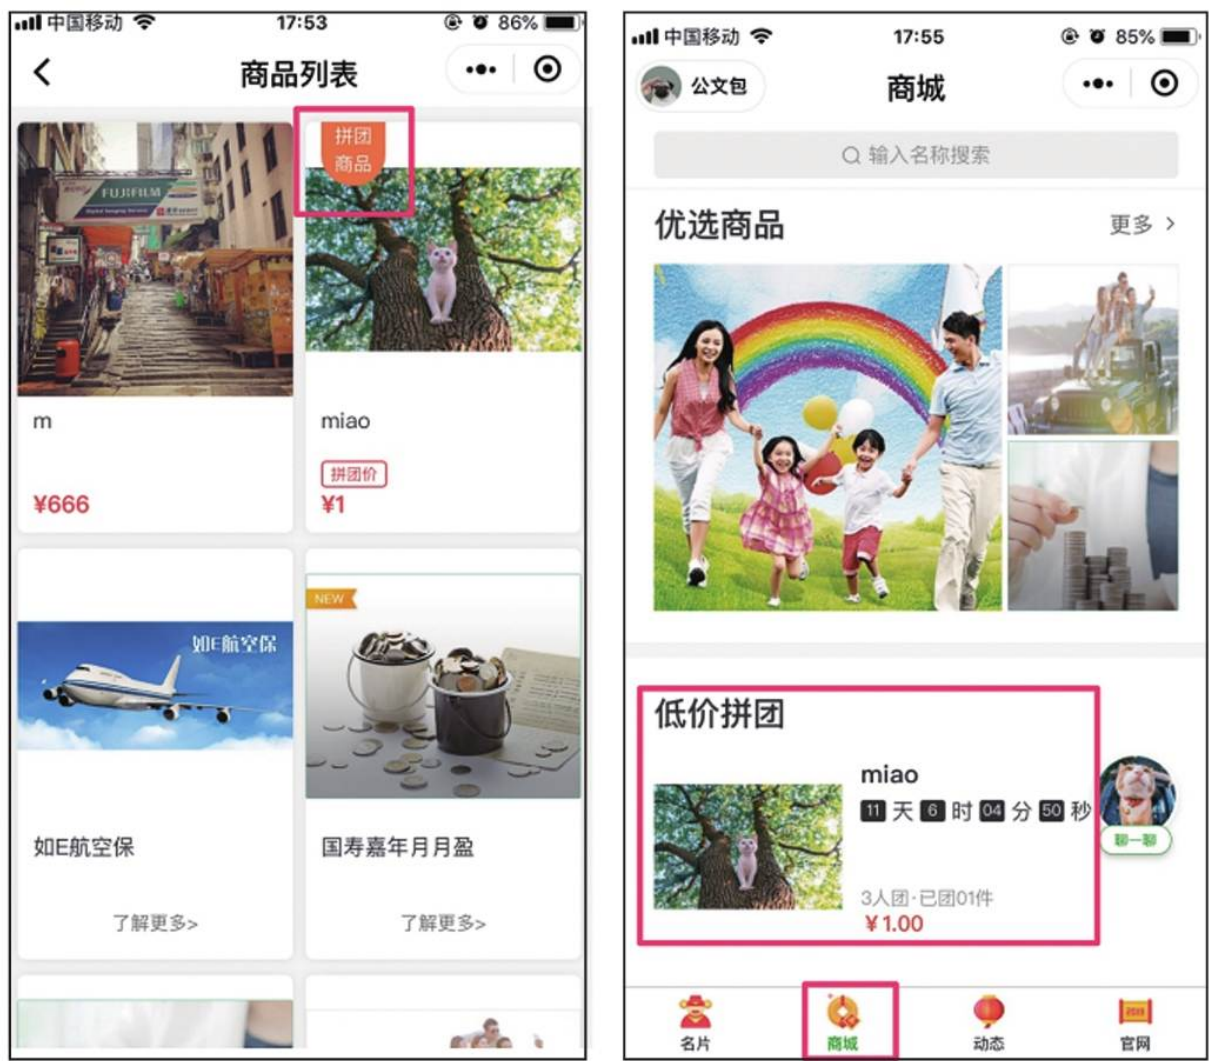 中国移动
17:53
86%
商品列表
FUJIFILM
Digital Imaging Service
拼团
商品
m
¥666
miao
拼团价
¥1
如E航空保
如E航空保
了解更多>
NEW
国寿嘉年月月盈
了解更多>
中国移动
17:55
85%
公文包
商城
输入名称搜索
优选商品
更多 >
低价拼团
miao
11 天 6 时 04 分 50 秒
3人团·已团01件
¥1.00
聊一聊
名片
商城
动态
官网